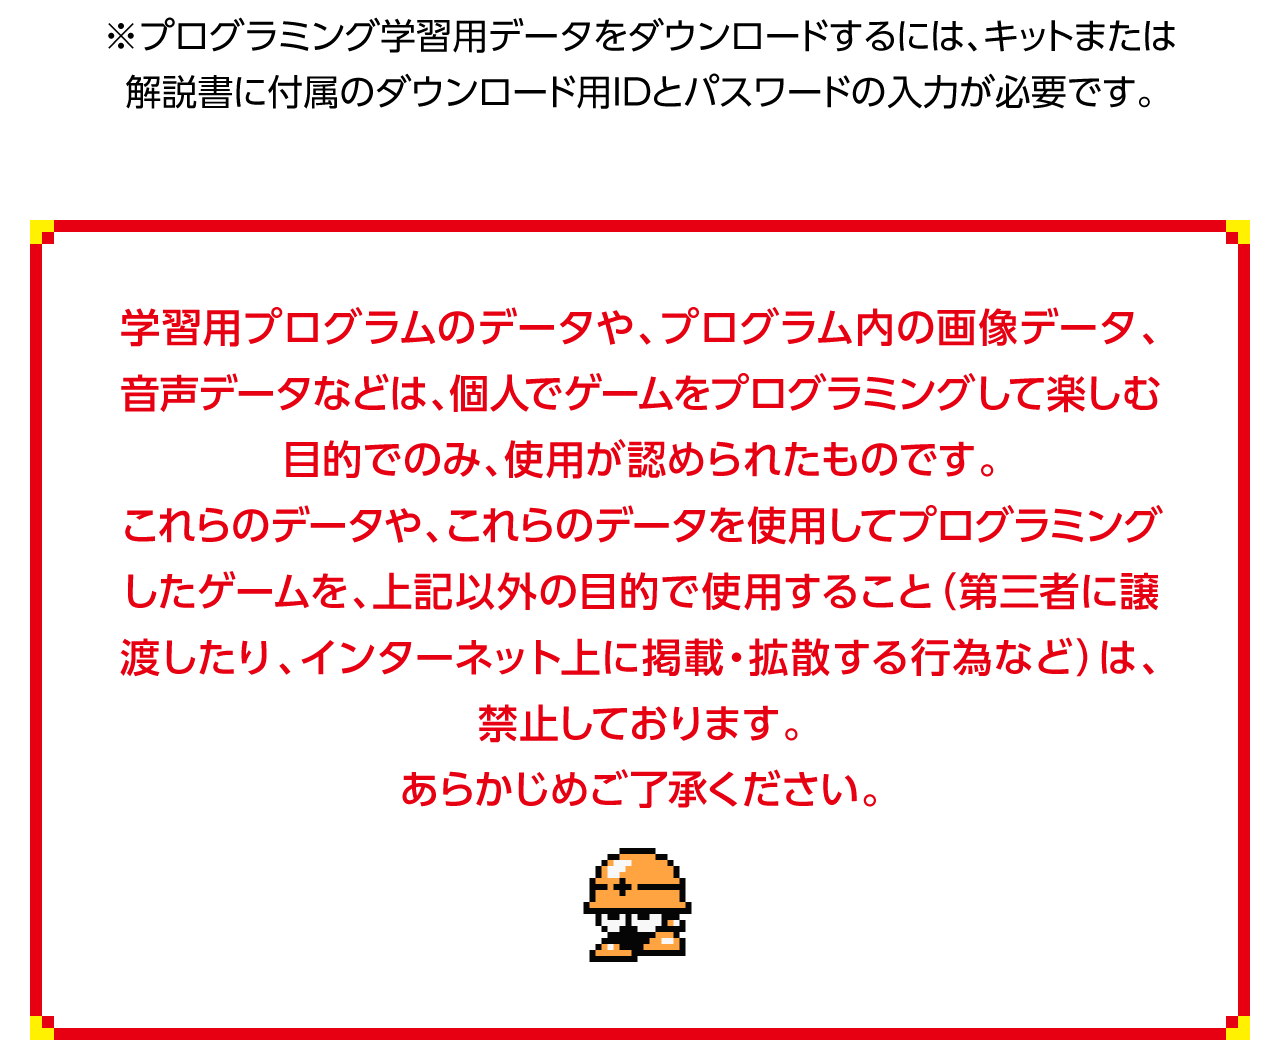 ※プログラミング学習用データをダウンロードするには、キットまたは
解説書に付属のダウンロード用IDとパスワードの入力が必要です。
学習用プログラムのデータや、プログラム内の画像データ、
音声データなどは、個人でゲームをプログラミングして楽しむ
目的でのみ、使用が認められたものです。
これらのデータや、これらのデータを使用してプログラミング
したゲームを、上記以外の目的で使用すること（第三者に譲
渡したり、インターネット上に掲載・拡散する行為など）は、
禁止しております。
あらかじめご了承ください。